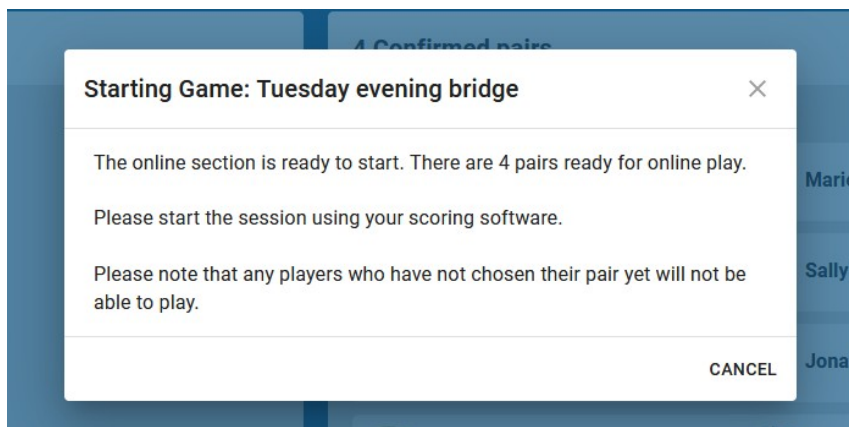 4 Confirmed pairs
Starting Game: Tuesday evening bridge
The online section is ready to start. There are 4 pairs ready for online play.
Please start the session using your scoring software.
Please note that any players who have not chosen their pair yet will not be
able to play.
Sally
CANCEL